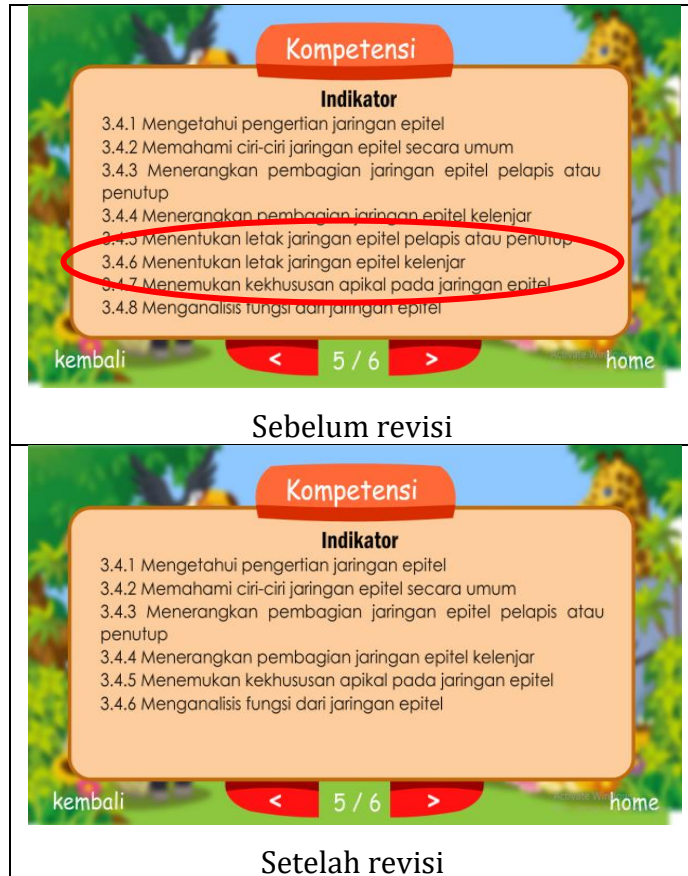 Kompetensi
Indikator
3.4.1 Mengetahui pengertian jaringan epitel
3.4.2 Memahami ciri-ciri jaringan epitel secara umum
3.4.3 Menerangkan pembagian jaringan epitel pelapis atau
penutup
3.4.4 Menerangkan pembagian jaringan epitel kelenjar
3.4.5 Menentukan letak jaringan epitel pelapis atau penutup
3.4.6 Menentukan letak jaringan epitel kelenjar
3.4.7 Menemukan kekhususan apikal pada jaringan epitel
3.4.8 Menganalisis fungsi dari jaringan epitel
kembali < 5 / 6 > home
Sebelum revisi
Kompetensi
Indikator
3.4.1 Mengetahui pengertian jaringan epitel
3.4.2 Memahami ciri-ciri jaringan epitel secara umum
3.4.3 Menerangkan pembagian jaringan epitel pelapis atau
penutup
3.4.4 Menerangkan pembagian jaringan epitel kelenjar
3.4.5 Menemukan kekhususan apikal pada jaringan epitel
3.4.6 Menganalisis fungsi dari jaringan epitel
kembali < 5 / 6 > home
Setelah revisi